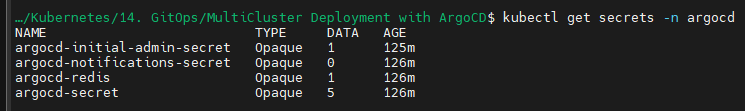 …/Kubernetes/14. GitOps/MultiCluster Deployment with ArgoCD$ kubectl get secrets -n argocd
NAME TYPE DATA AGE
argocd-initial-admin-secret Opaque 1 125m
argocd-notifications-secret Opaque 0 126m
argocd-redis Opaque 1 126m
argocd-secret Opaque 5 126m